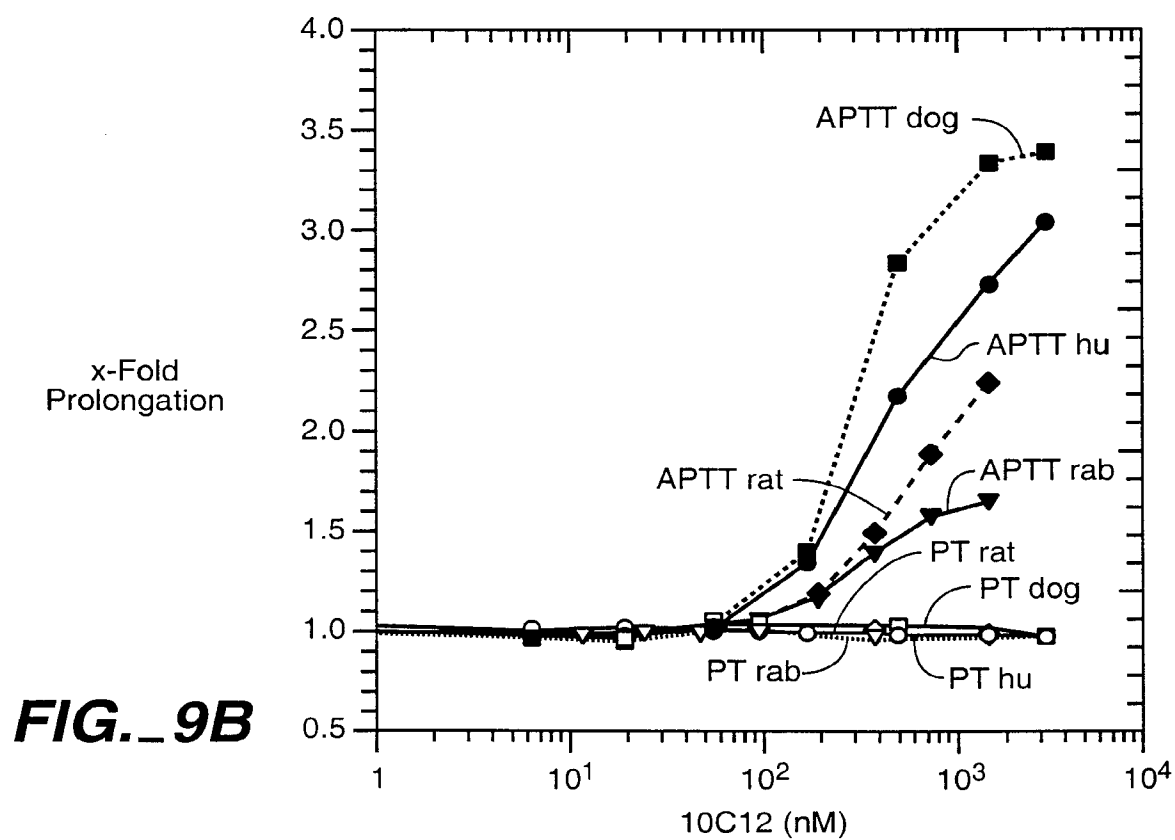 4.0
3.5
3.0
2.5
2.0
1.5
1.0
0.5
x-Fold
Prolongation
APTT dog
APTT hu
APTT rat
APTT rab
PT rat
PT dog
PT rab
PT hu
1
10¹
10²
10³
10⁴
10C12 (nM)
FIG._9B